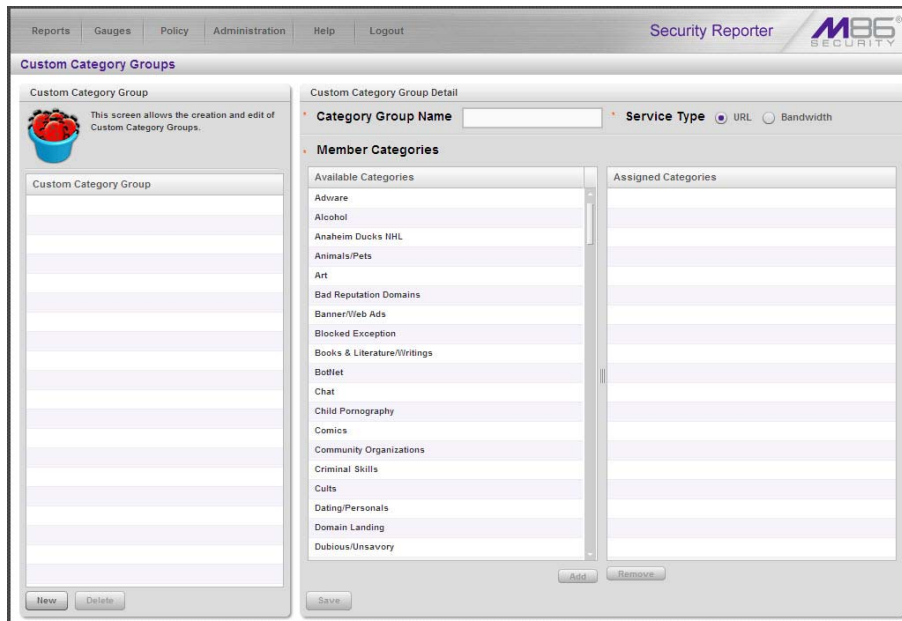 Reports Gauges Policy Administration Help Logout
Security Reporter
M86®
SECURITY
Custom Category Groups
Custom Category Group
This screen allows the creation and edit of
Custom Category Groups.
Custom Category Group
New Delete
Custom Category Group Detail
* Category Group Name * Service Type URL Bandwidth
* Member Categories
Available Categories
Adware
Alcohol
Anaheim Ducks NHL
Animals/Pets
Art
Bad Reputation Domains
Banner/Web Ads
Blocked Exception
Books & Literature/Writings
BotNet
Chat
Child Pornography
Comics
Community Organizations
Criminal Skills
Cults
Dating/Personals
Domain Landing
Dubious/Unsavory
Add
Assigned Categories
Remove
Save